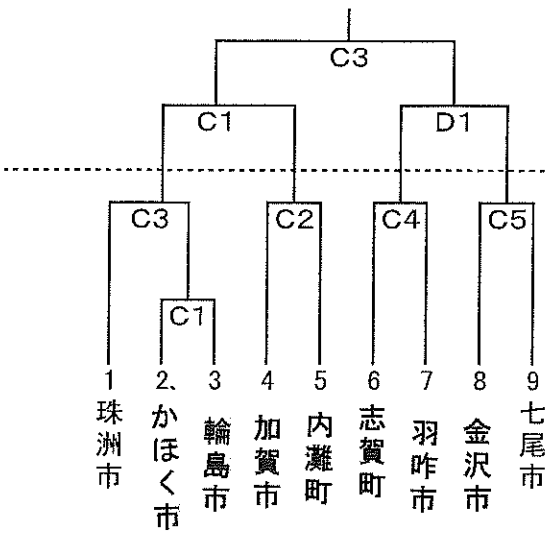 C3
C1 D1
C3 C2 C4 C5
C1
1 2、 3 4 5 6 7 8 9
珠洲市
かほく市
輪島市
加賀市
内灘町
志賀町
羽咋市
金沢市
七尾市